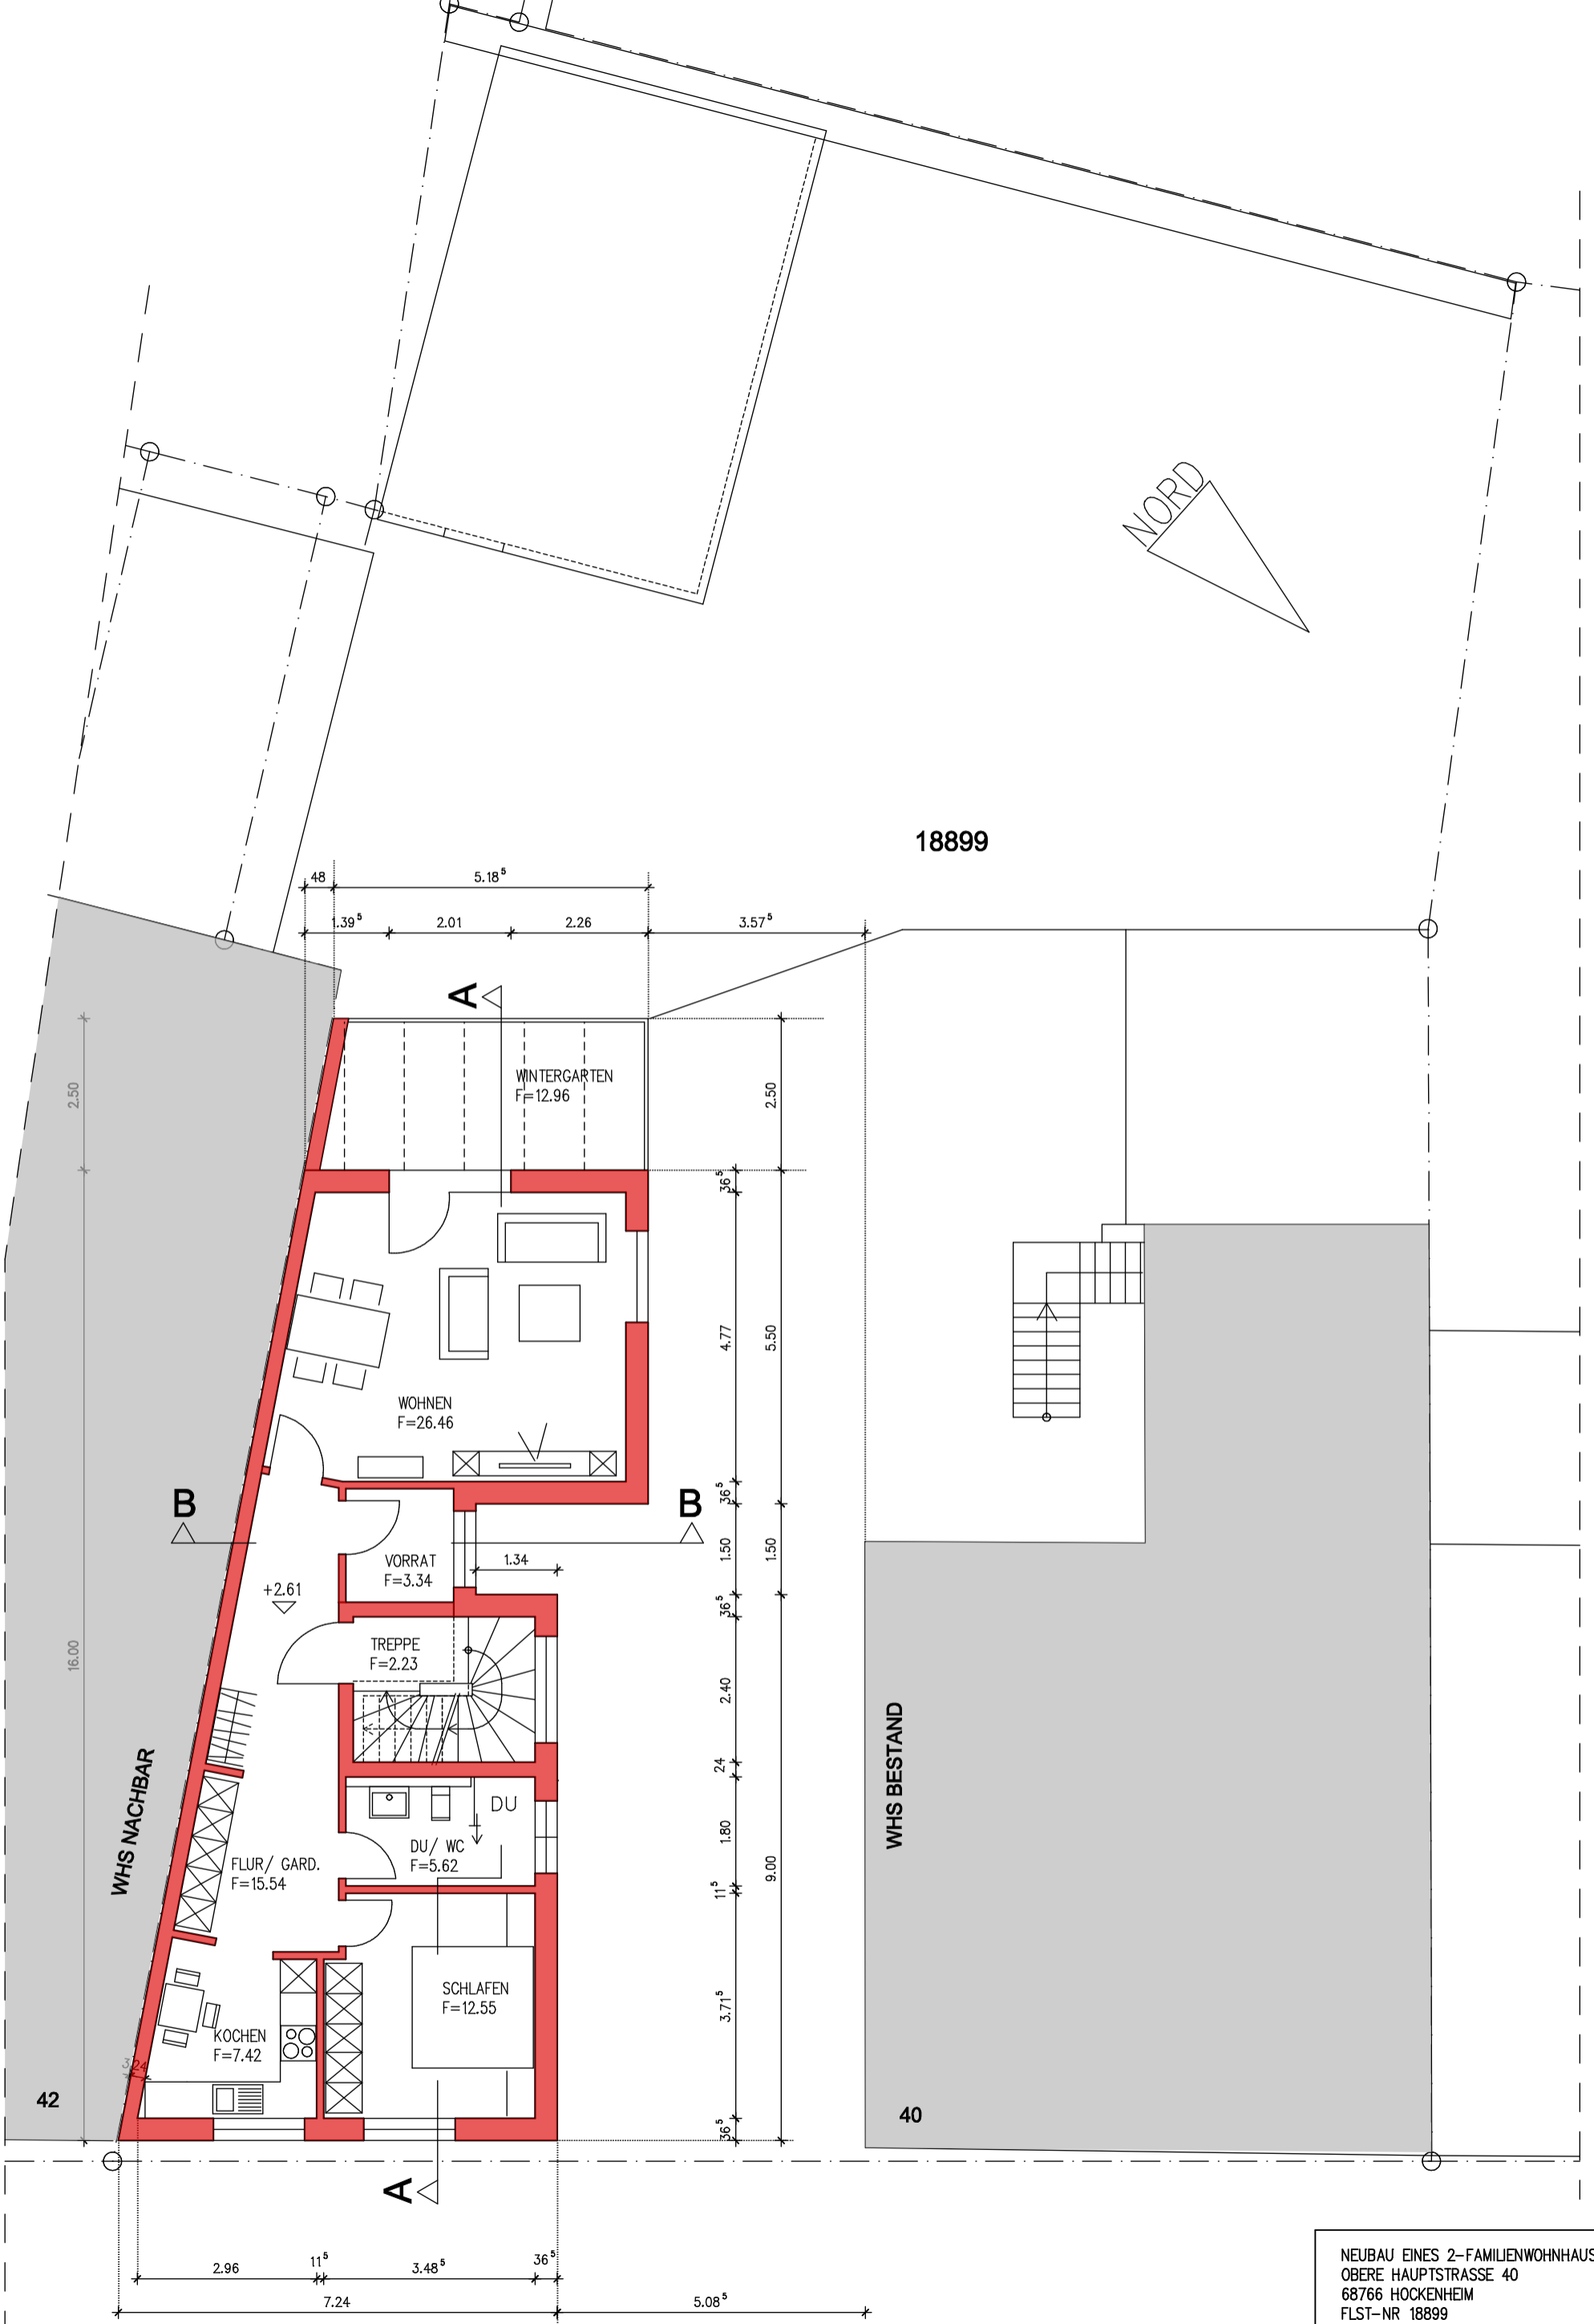 NORD
18899
48
5.18⁵
1.39⁵
2.01
2.26
3.57⁵
A
2.50
WINTERGARTEN
F=12.96
2.50
36⁵
4.77
5.50
WOHNEN
F=26.46
B
B
36⁵
1.50
1.50
VORRAT
F=3.34
1.34
+2.61
36⁵
TREPPE
F=2.23
16.00
2.40
24
WHS NACHBAR
WHS BESTAND
DU
DU/ WC
F=5.62
1.80
FLUR/ GARD.
F=15.54
9.00
11⁵
SCHLAFEN
F=12.55
3.71⁵
KOCHEN
F=7.42
24
42
40
36⁵
A
2.96
11⁵
3.48⁵
36⁵
7.24
5.08⁵
NEUBAU EINES 2-FAMILIENWOHNHAUS
OBERE HAUPTSTRASSE 40
68766 HOCKENHEIM
FLST-NR 18899